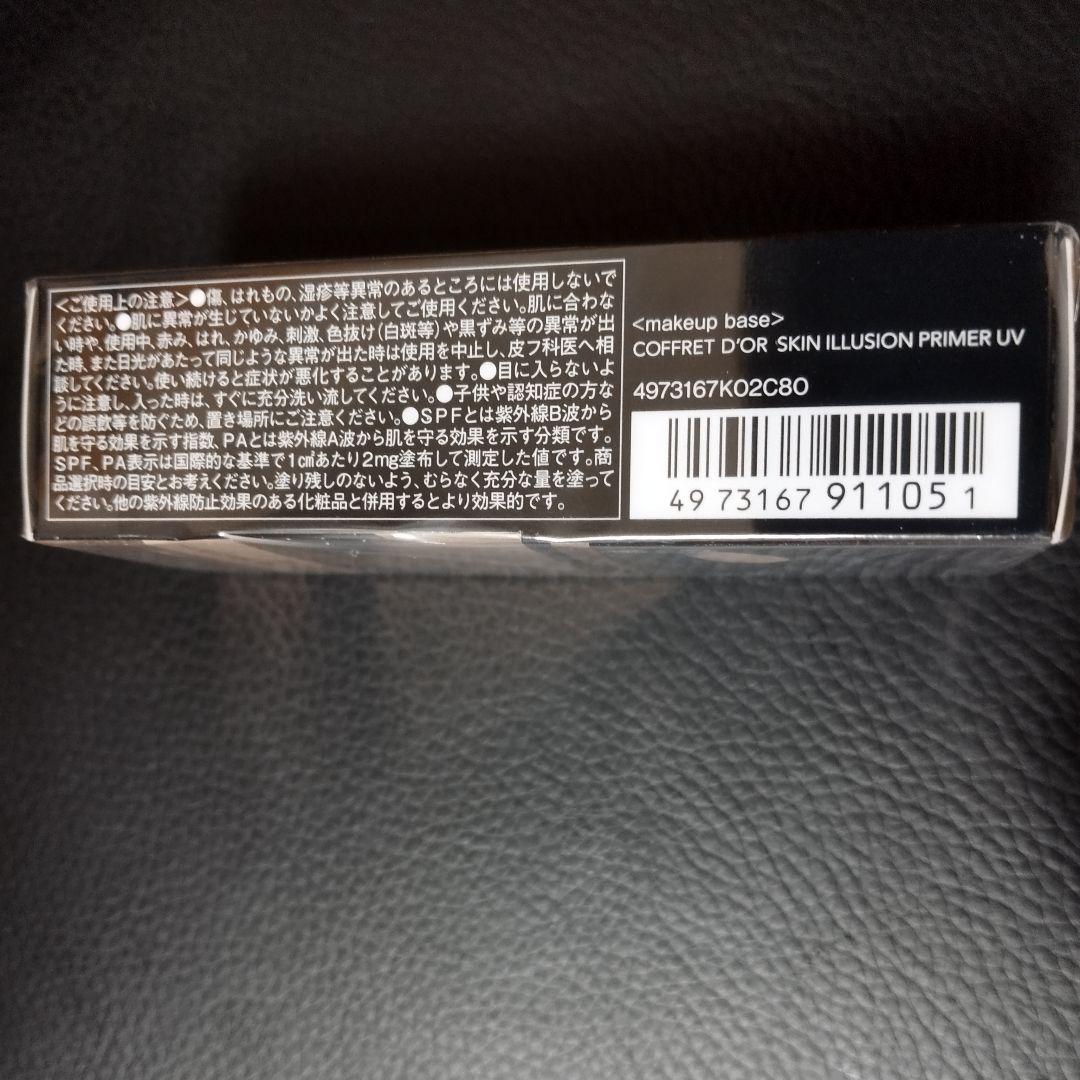 <ご使用上の注意>●傷、はれもの、湿疹等異常のあるところには使用しないで
ください。●肌に異常が生じていないかよく注意してご使用ください。肌に合わな
い時や、使用中、赤み、はれ、かゆみ、刺激、色抜け(白斑等)や黒ずみ等の異常が出
た時、また日光があたって同じような異常が出た時は使用を中止し、皮フ科医へ相
談してください。使い続けると症状が悪化することがあります。●目に入らないよ
うに注意し、入った時は、すぐに充分洗い流してください。●子供や認知症の方な
どの誤飲等を防ぐため、置き場所にご注意ください。●SPFとは紫外線B波から
肌を守る効果を示す指数、PAとは紫外線A波から肌を守る効果を示す分類です。
SPF、PA表示は国際的な基準で1㎠あたり2mg塗布して測定した値です。商
品選択時の目安とお考えください。塗り残しのないよう、むらなく充分な量を塗って
ください。他の紫外線防止効果のある化粧品と併用するとより効果的です。
<makeup base>
COFFRET D'OR SKIN ILLUSION PRIMER UV
4973167K02C80
4973167911051